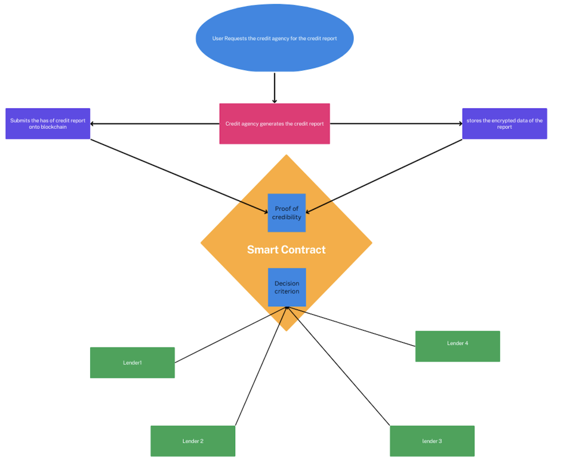 User Requests the credit agency for the credit report
Submits the has of credit report
onto blockchain
Credit agency generates the credit report
stores the encrypted data of the
report
Proof of
credibility
Smart Contract
Decision
criterion
Lender1
Lender 4
Lender 2
lender 3